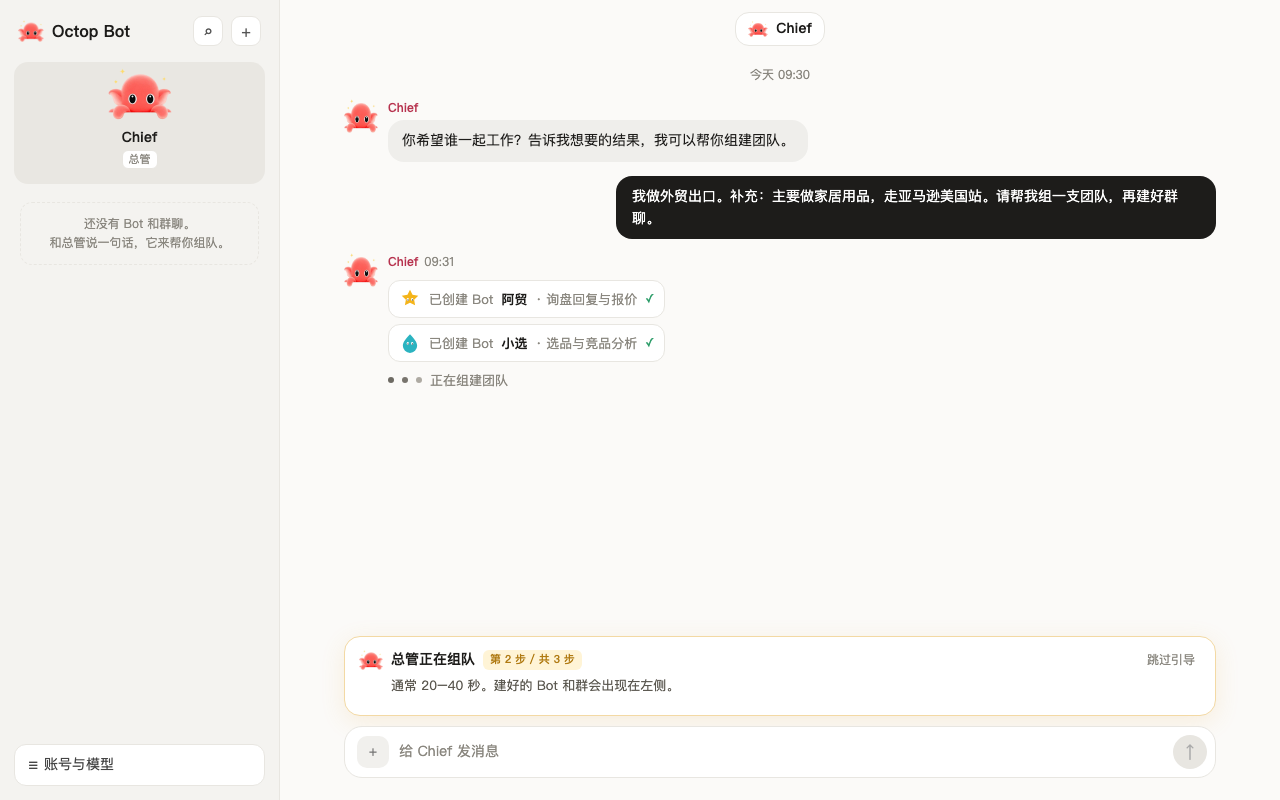 Octop Bot
Chief
总管
还没有 Bot 和群聊。
和总管说一句话，它来帮你组队。
≡ 账号与模型
Chief
今天 09:30
Chief
你希望谁一起工作？告诉我想要的结果，我可以帮你组建团队。
我做外贸出口。补充：主要做家居用品，走亚马逊美国站。请帮我组一支团队，再建好群
聊。
Chief 09:31
已创建 Bot 阿贸 · 询盘回复与报价 ✓
已创建 Bot 小选 · 选品与竞品分析 ✓
正在组建团队
总管正在组队 第 2 步 / 共 3 步 跳过引导
通常 20–40 秒。建好的 Bot 和群会出现在左侧。
+ 给 Chief 发消息 ↑